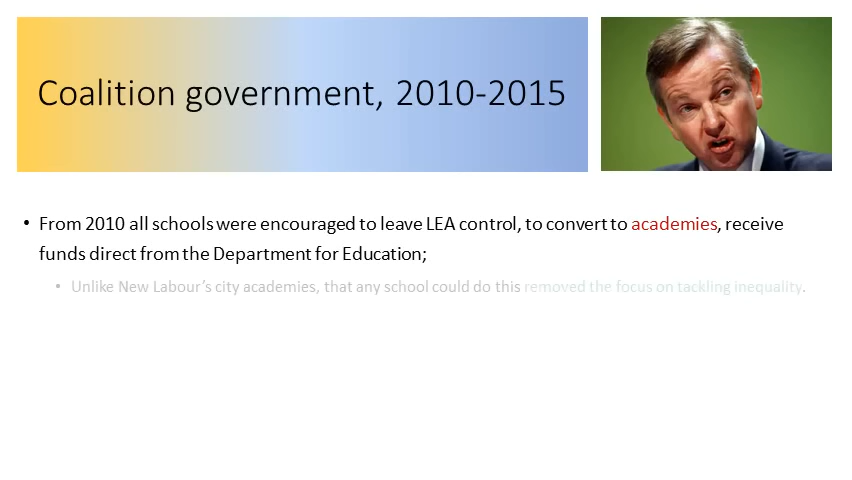 Coalition government, 2010-2015
• From 2010 all schools were encouraged to leave LEA control, to convert to academies, receive
funds direct from the Department for Education;
• Unlike New Labour’s city academies, that any school could do this removed the focus on tackling inequality.